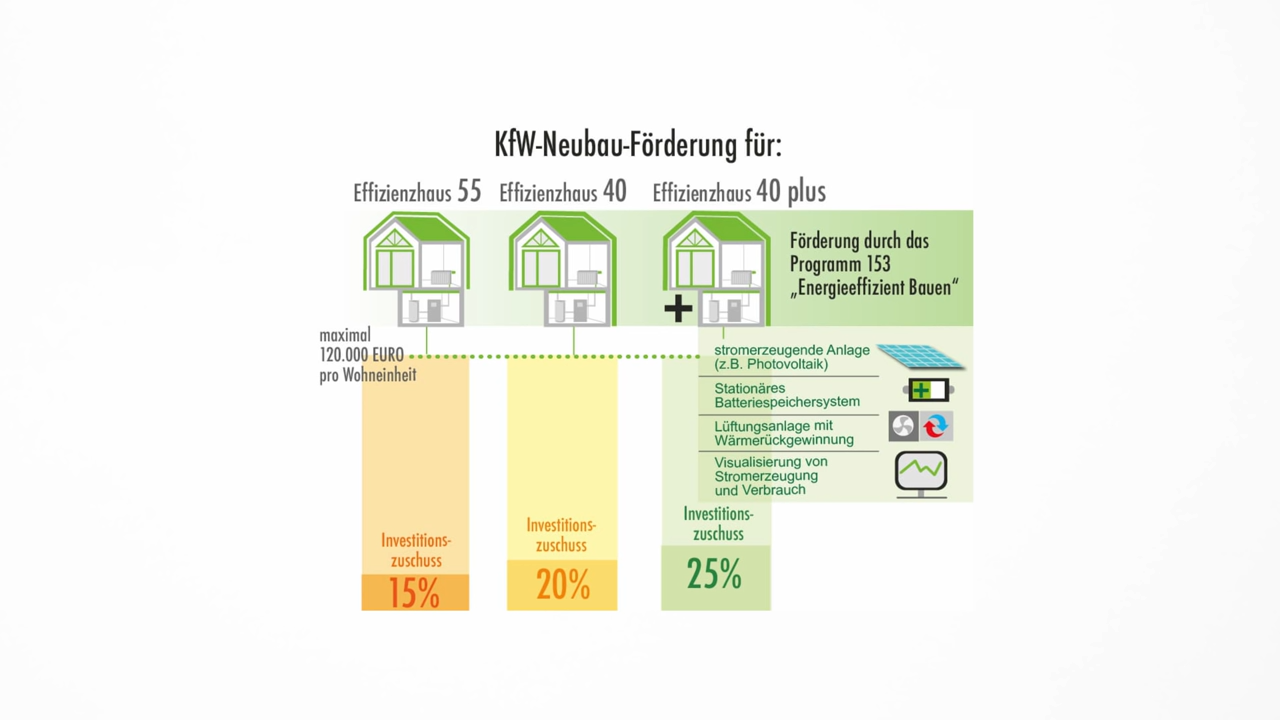 KfW-Neubau-Förderung für:
Effizienzhaus 55
Effizienzhaus 40
Effizienzhaus 40 plus
Förderung durch das
Programm 153
„Energieeffizient Bauen“
maximal
120.000 EURO
pro Wohneinheit
stromerzeugende Anlage
(z.B. Photovoltaik)
Stationäres
Batteriespeichersystem
Lüftungsanlage mit
Wärmerückgewinnung
Visualisierung von
Stromerzeugung
und Verbrauch
Investitions-
zuschuss
15%
Investitions-
zuschuss
20%
Investitions-
zuschuss
25%